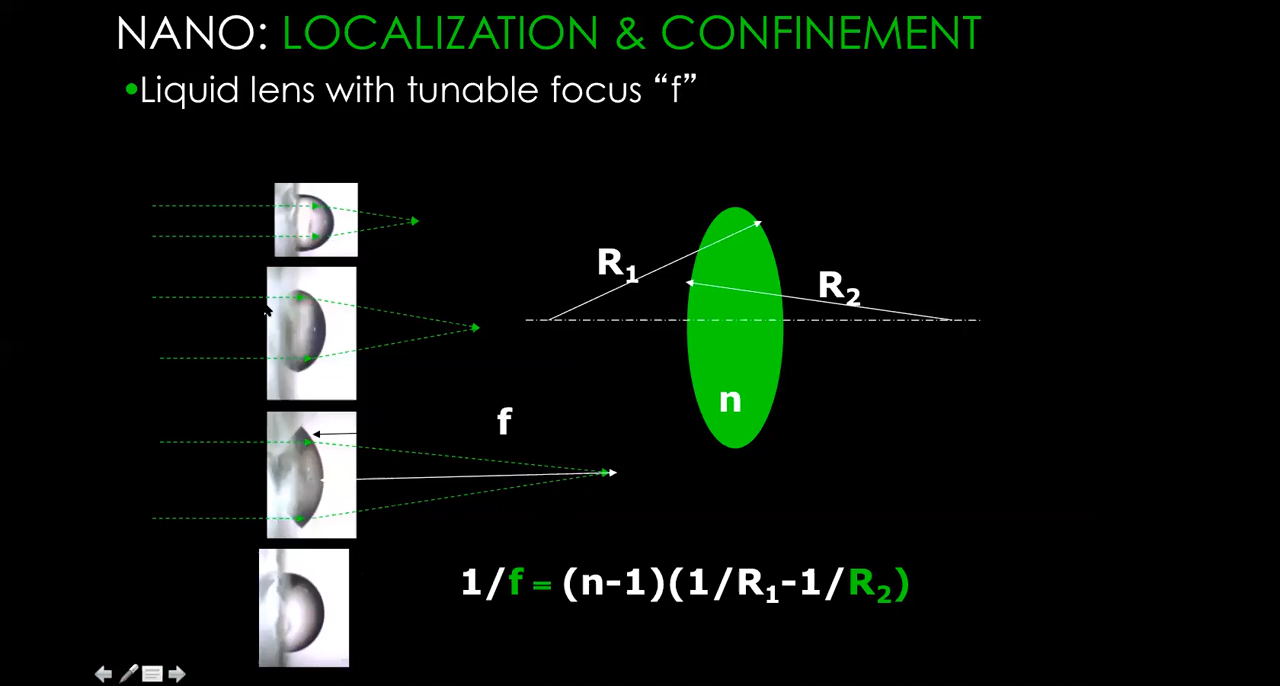 NANO: LOCALIZATION & CONFINEMENT
•Liquid lens with tunable focus “f”
R₁
R₂
n
f
1/f = (n-1)(1/R₁-1/R₂)